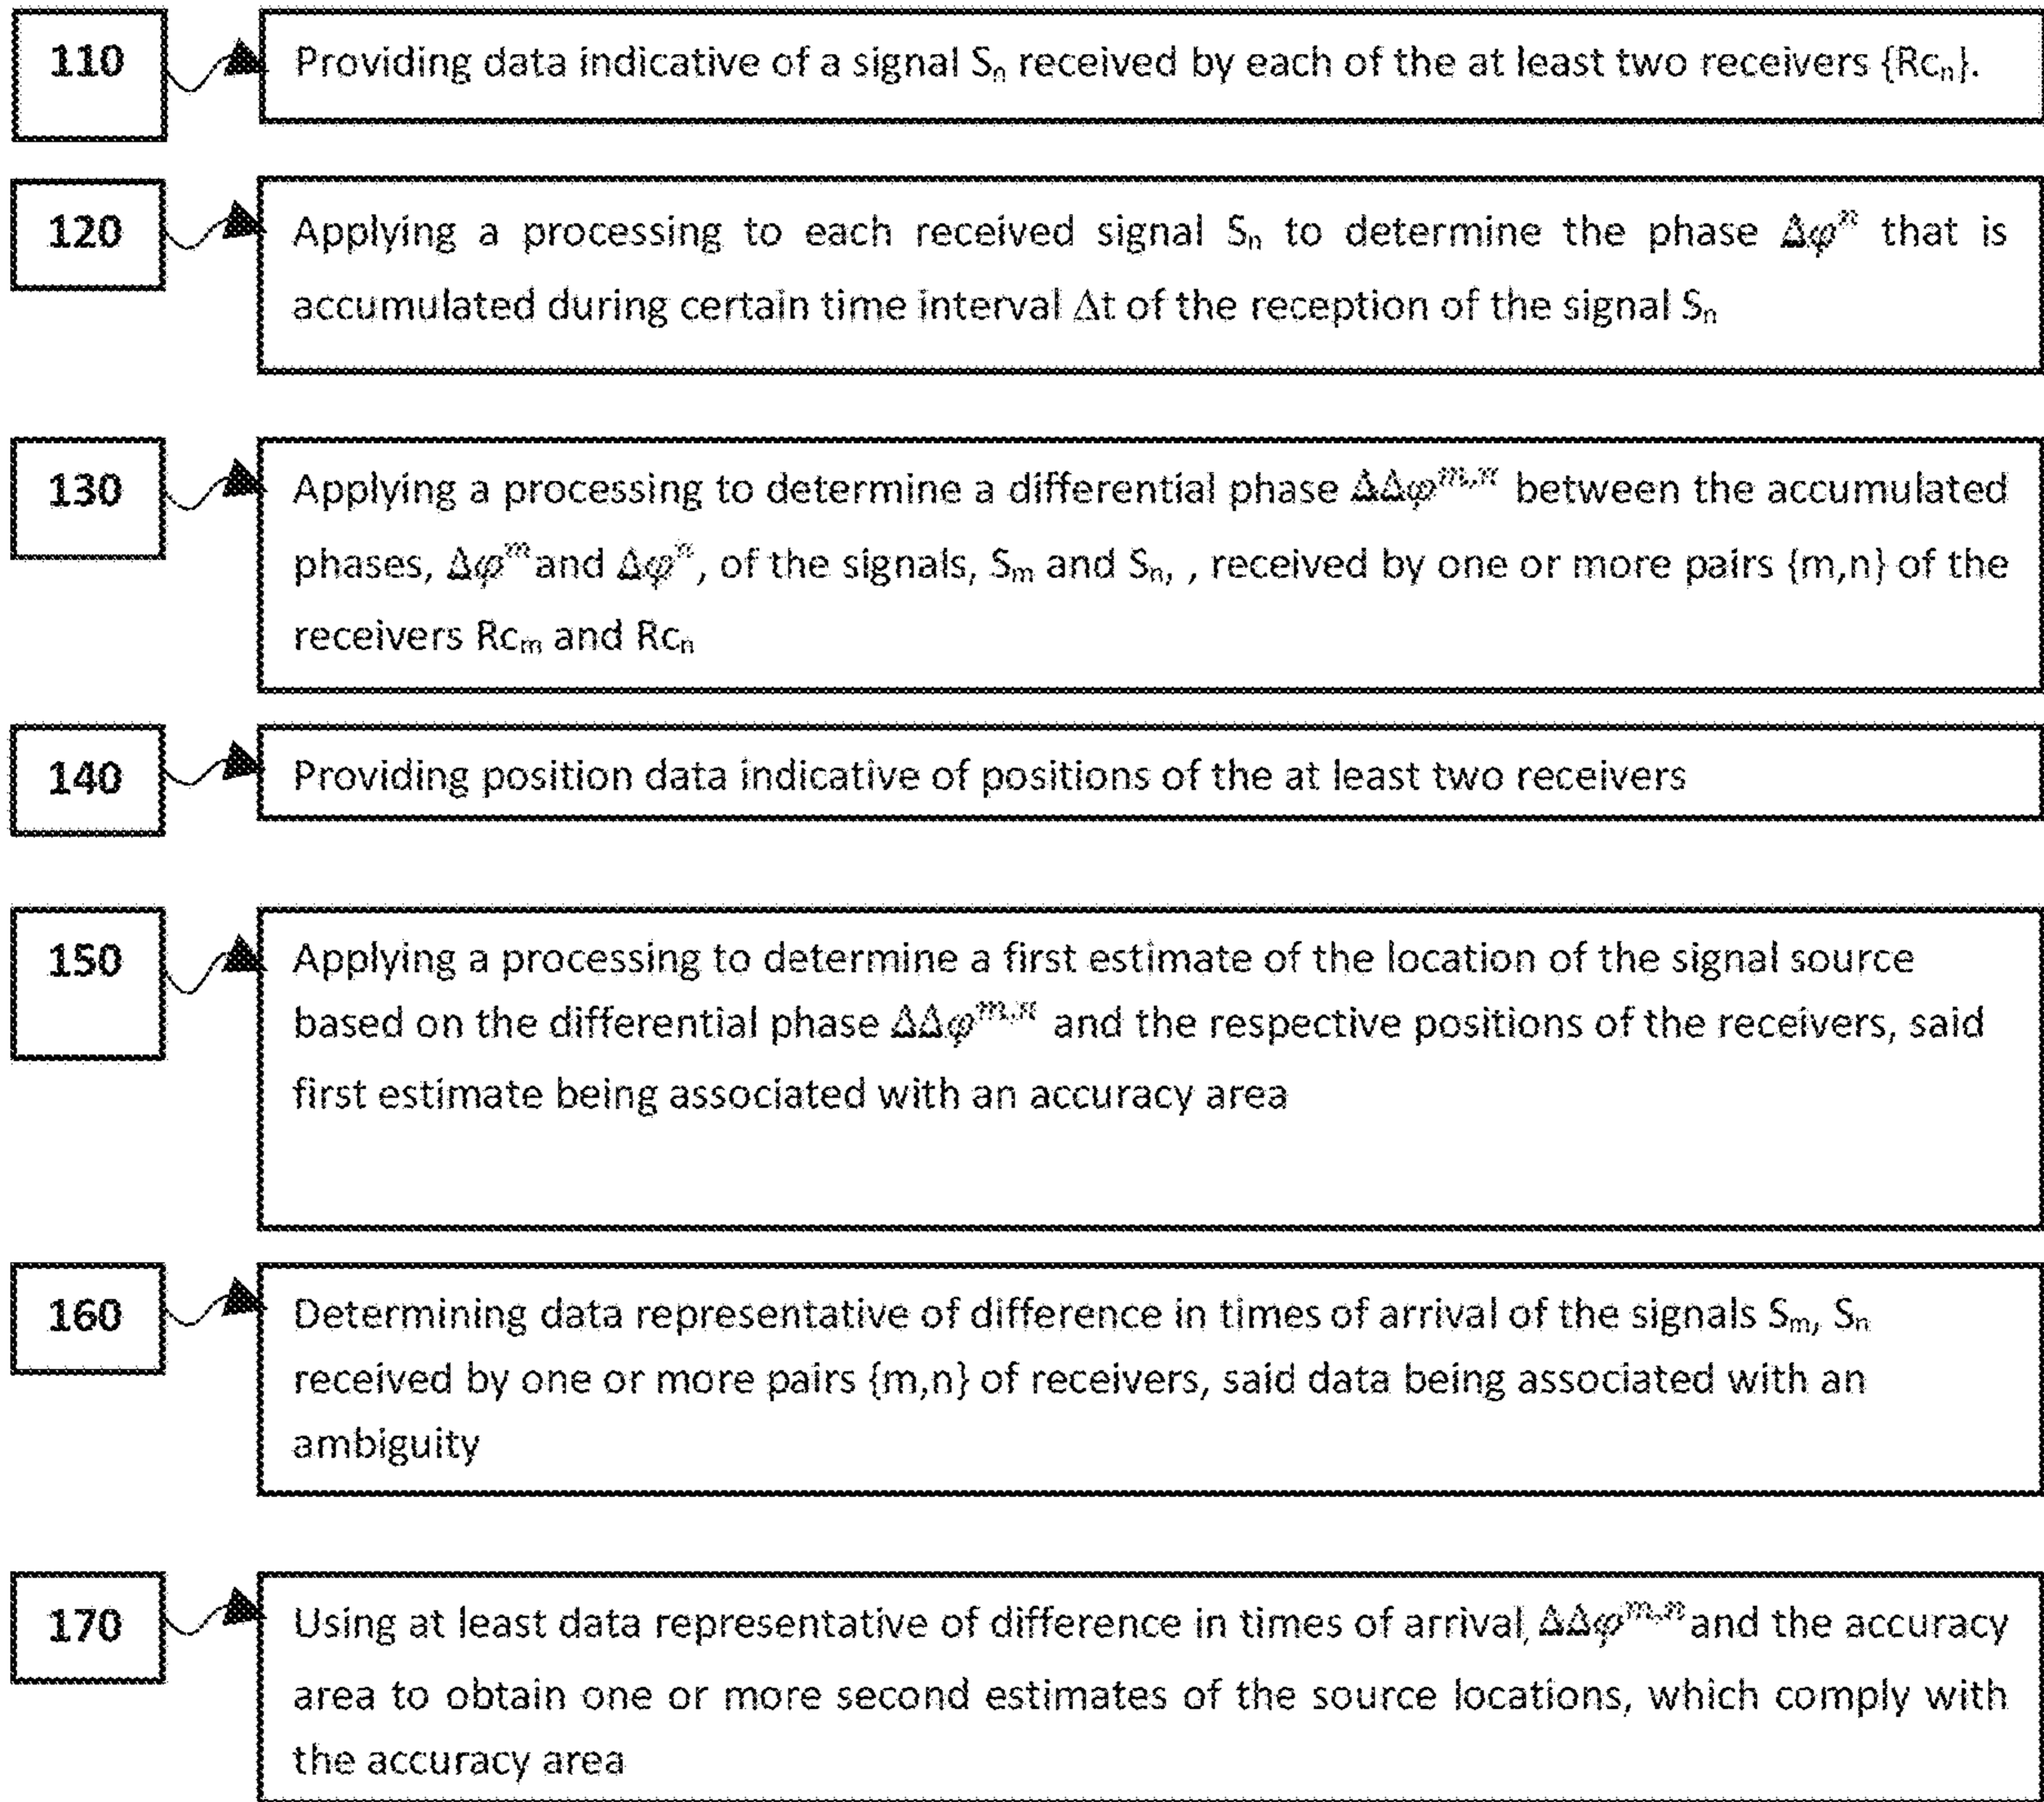 110
Providing data indicative of a signal Sₙ received by each of the at least two receivers {Rcₙ}.
120
Applying a processing to each received signal Sₙ to determine the phase Δφⁿ that is
accumulated during certain time interval Δt of the reception of the signal Sₙ
130
Applying a processing to determine a differential phase ΔΔφᵐ,ⁿ between the accumulated
phases, Δφᵐ and Δφⁿ, of the signals, Sₘ and Sₙ, , received by one or more pairs {m,n} of the
receivers Rcₘ and Rcₙ
140
Providing position data indicative of positions of the at least two receivers
150
Applying a processing to determine a first estimate of the location of the signal source
based on the differential phase ΔΔφᵐ,ⁿ and the respective positions of the receivers, said
first estimate being associated with an accuracy area
160
Determining data representative of difference in times of arrival of the signals Sₘ, Sₙ
received by one or more pairs {m,n} of receivers, said data being associated with an
ambiguity
170
Using at least data representative of difference in times of arrival, ΔΔφᵐ,ⁿ and the accuracy
area to obtain one or more second estimates of the source locations, which comply with
the accuracy area